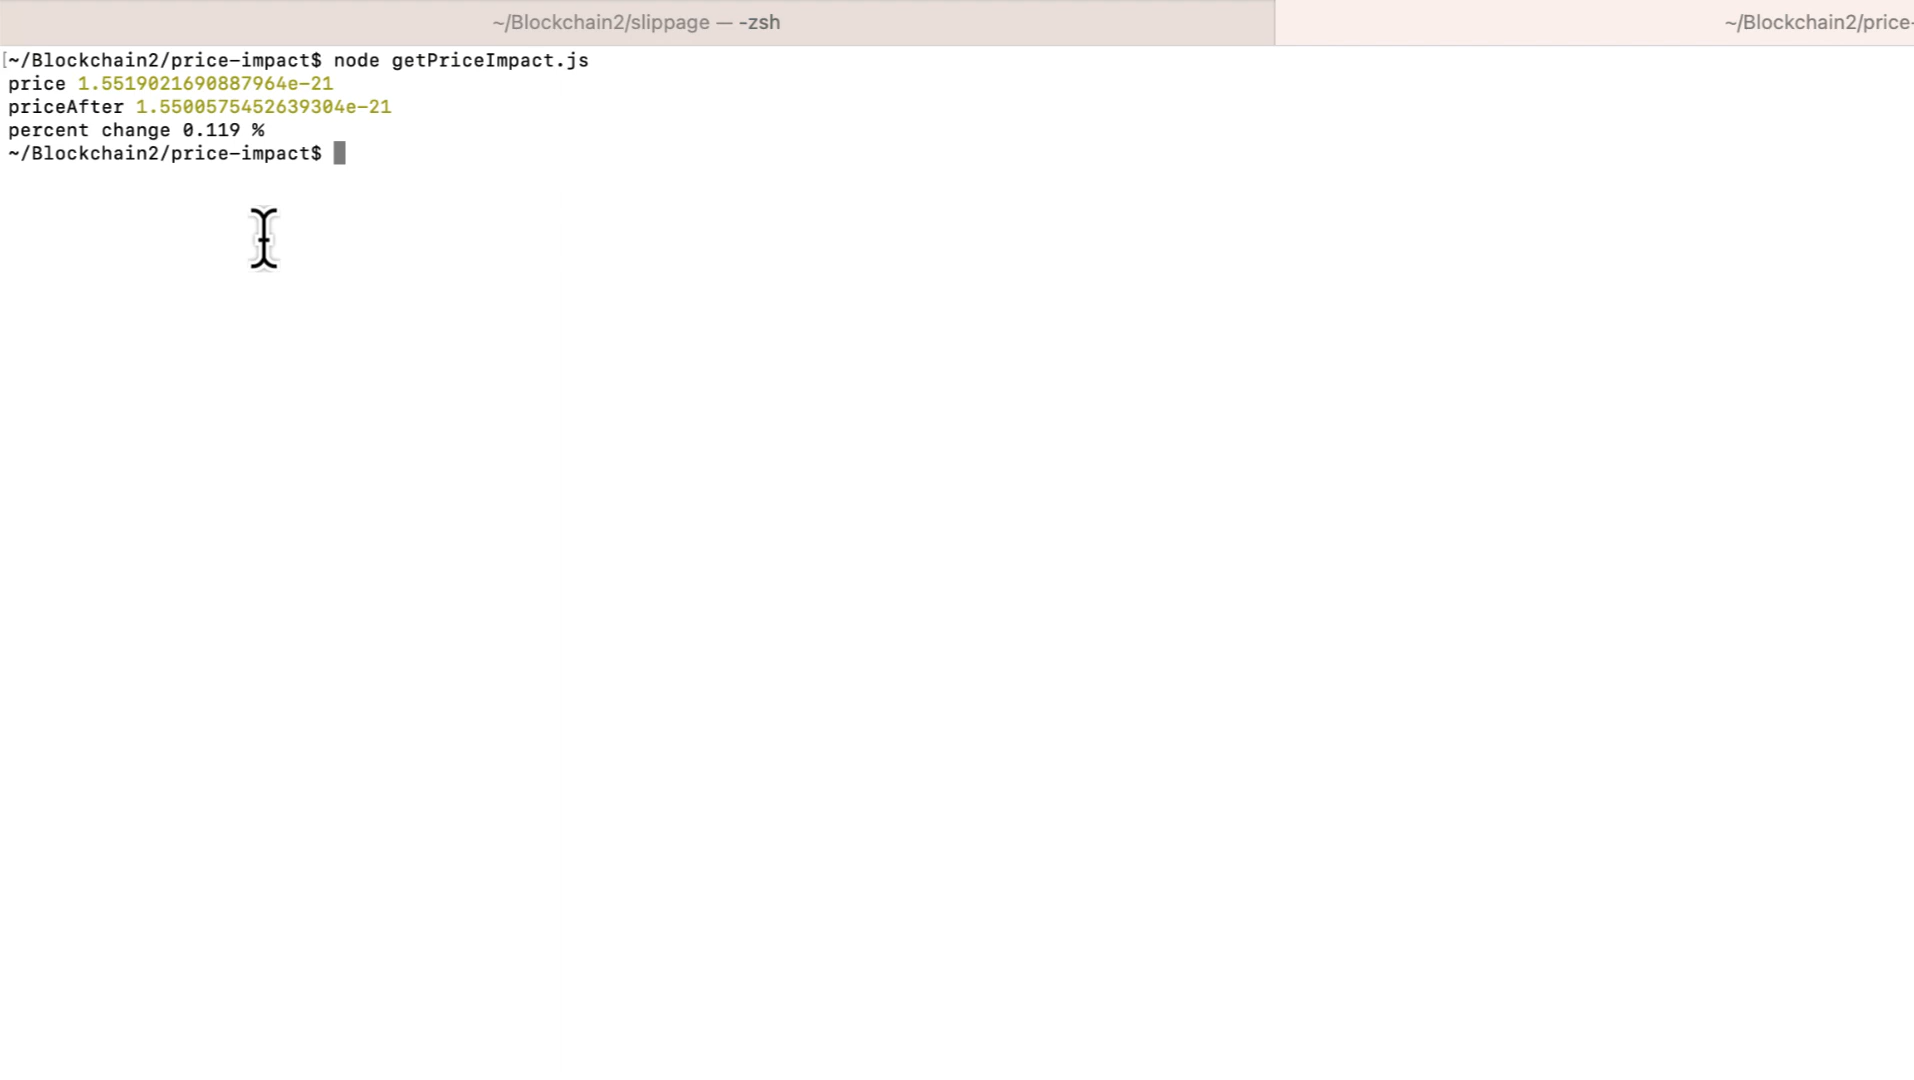 ~/Blockchain2/slippage — -zsh
~/Blockchain2/price-
[~/Blockchain2/price-impact$ node getPriceImpact.js
price 1.5519021690887964e-21
priceAfter 1.5500575452639304e-21
percent change 0.119 %
~/Blockchain2/price-impact$